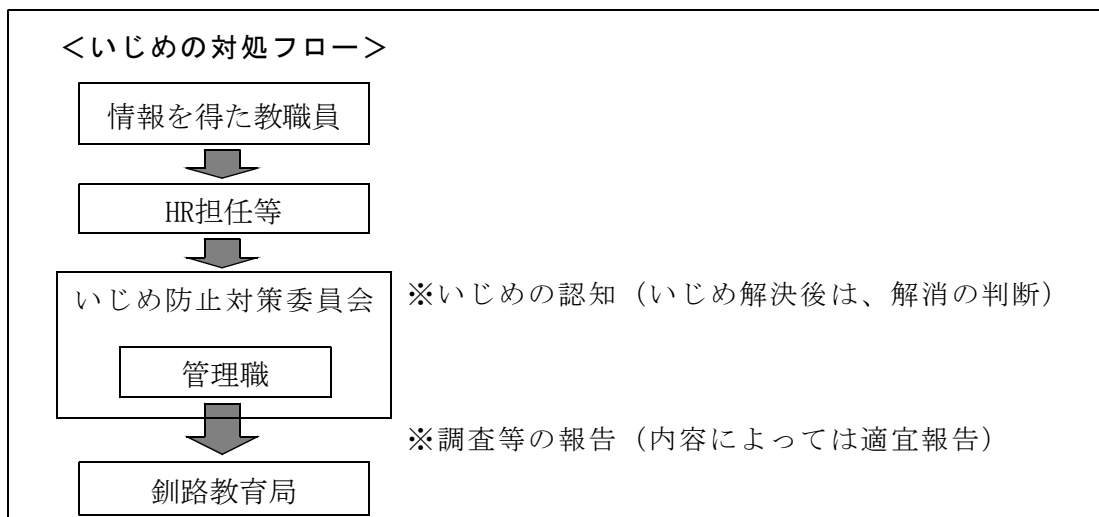 ＜いじめの対処フロー＞
情報を得た教職員
HR担任等
いじめ防止対策委員会
※いじめの認知（いじめ解決後は、解消の判断）
管理職
※調査等の報告（内容によっては適宜報告）
釧路教育局